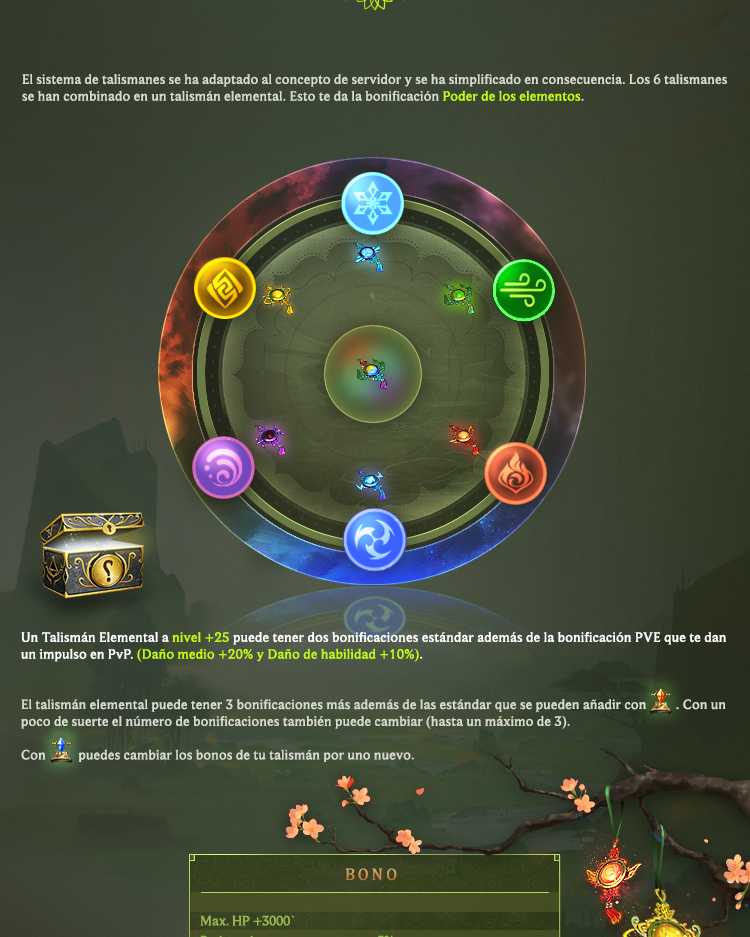 El sistema de talismanes se ha adaptado al concepto de servidor y se ha simplificado en consecuencia. Los 6 talismanes
se han combinado en un talismán elemental. Esto te da la bonificación Poder de los elementos.
Un Talismán Elemental a nivel +25 puede tener dos bonificaciones estándar además de la bonificación PVE que te dan
un impulso en PvP. (Daño medio +20% y Daño de habilidad +10%).
El talismán elemental puede tener 3 bonificaciones más además de las estándar que se pueden añadir con . Con un
poco de suerte el número de bonificaciones también puede cambiar (hasta un máximo de 3).
Con puedes cambiar los bonos de tu talismán por uno nuevo.
BONO
Max. HP +3000`